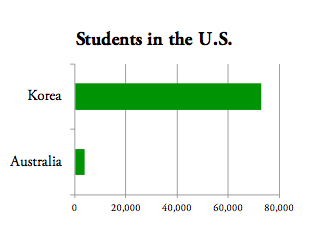 Students in the U.S.
Korea
Australia
0 20,000 40,000 60,000 80,000